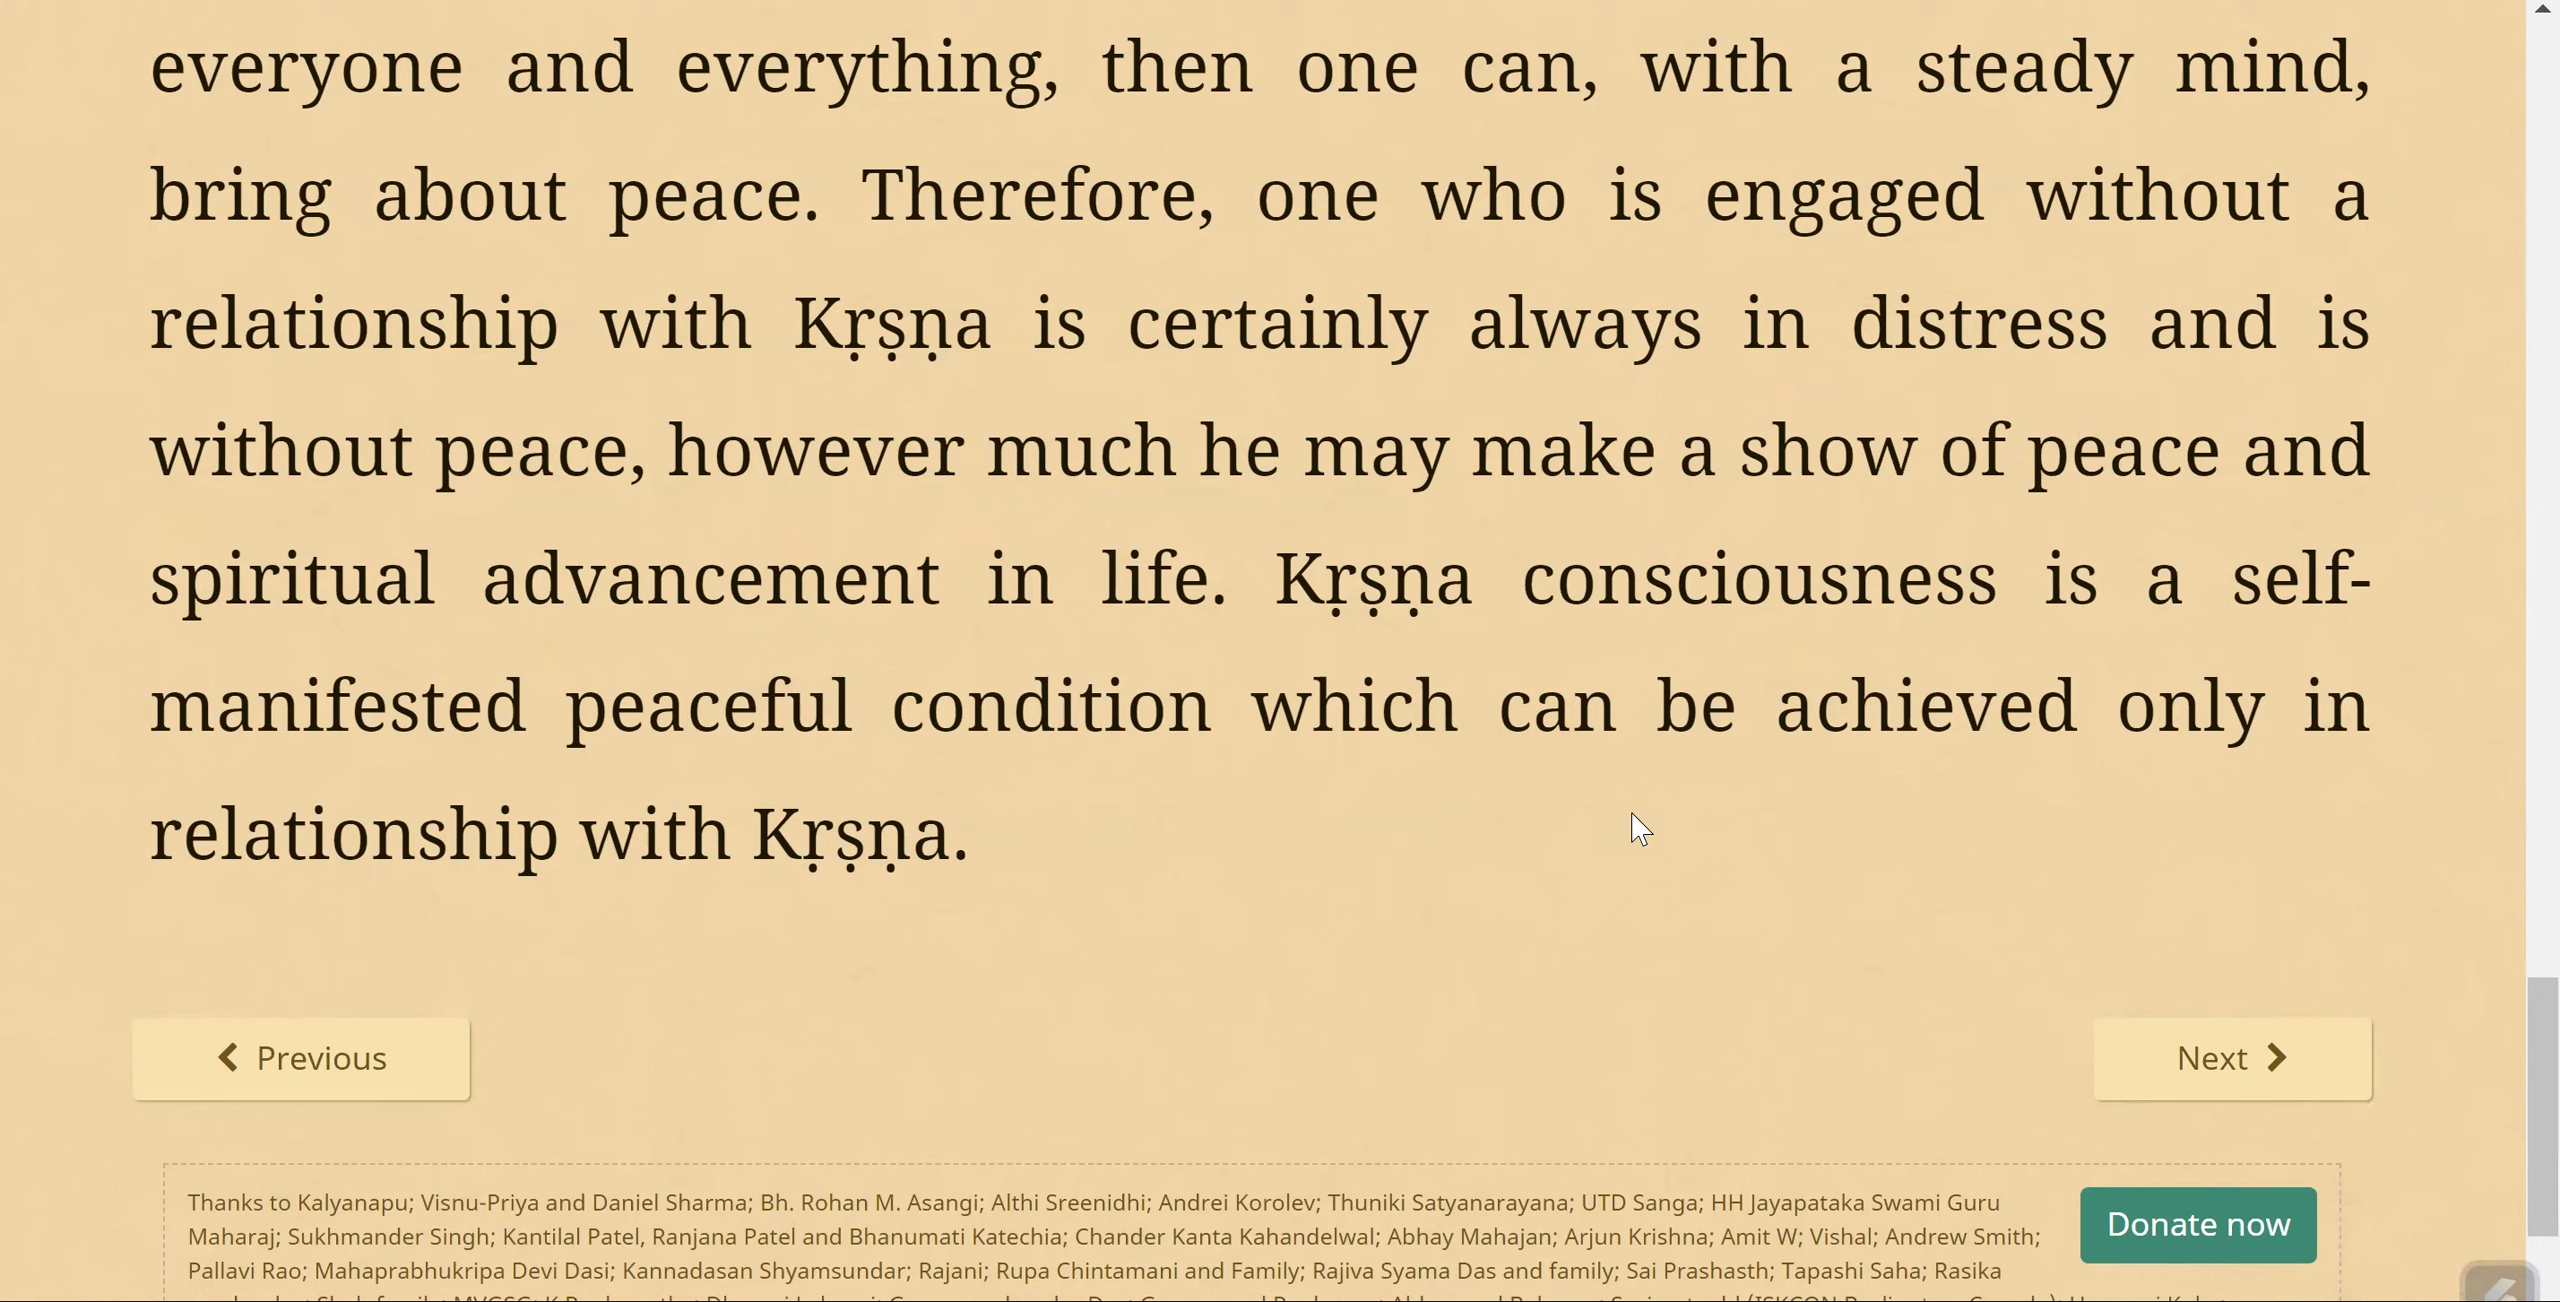 everyone and everything, then one can, with a steady mind,
bring about peace. Therefore, one who is engaged without a
relationship with Kṛṣṇa is certainly always in distress and is
without peace, however much he may make a show of peace and
spiritual advancement in life. Kṛṣṇa consciousness is a self-
manifested peaceful condition which can be achieved only in
relationship with Kṛṣṇa.
Previous
Next
Thanks to Kalyanapu; Visnu-Priya and Daniel Sharma; Bh. Rohan M. Asangi; Althi Sreenidhi; Andrei Korolev; Thuniki Satyanarayana; UTD Sanga; HH Jayapataka Swami Guru
Maharaj; Sukhmander Singh; Kantilal Patel, Ranjana Patel and Bhanumati Katechia; Chander Kanta Kahandelwal; Abhay Mahajan; Arjun Krishna; Amit W; Vishal; Andrew Smith;
Pallavi Rao; Mahaprabhukripa Devi Dasi; Kannadasan Shyamsundar; Rajani; Rupa Chintamani and Family; Rajiva Syama Das and family; Sai Prashasth; Tapashi Saha; Rasika
Donate now